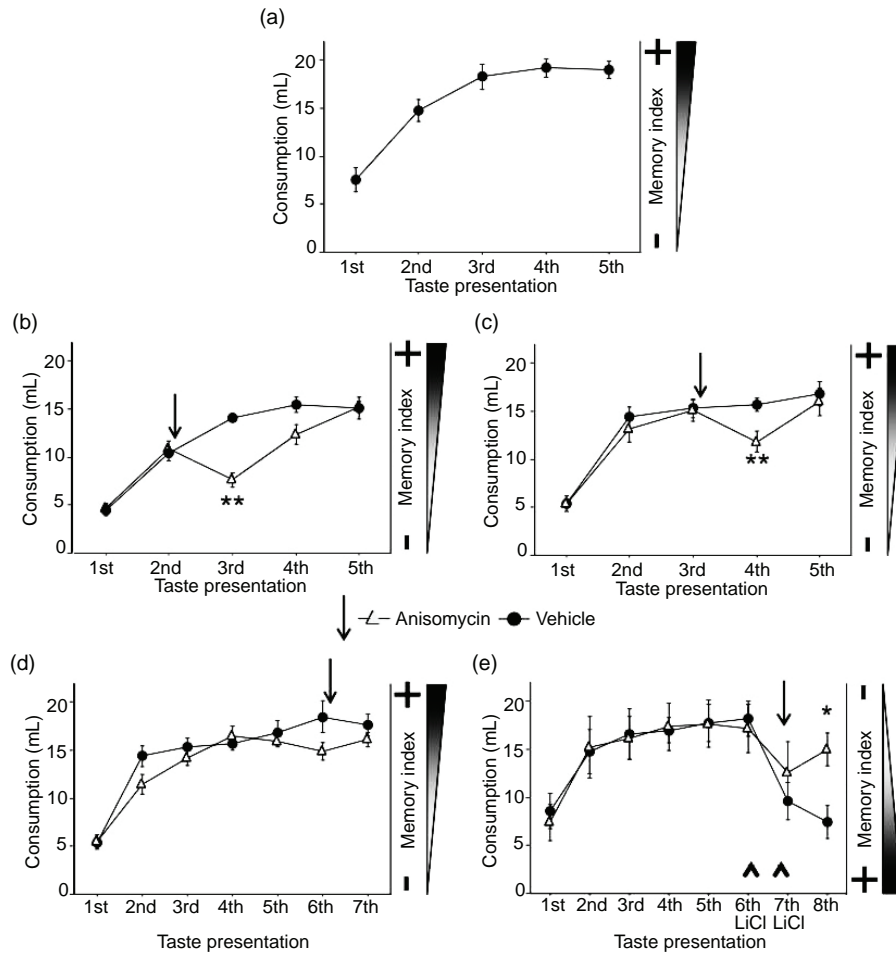 (a)
Consumption (mL)
20
15
10
5
0
1st 2nd 3rd 4th 5th
Taste presentation
+
Memory index
–
(b)
Consumption (mL)
20
15
10
5
0
**
1st 2nd 3rd 4th 5th
Taste presentation
+
Memory index
–
(c)
Consumption (mL)
20
15
10
5
0
**
1st 2nd 3rd 4th 5th
Taste presentation
+
Memory index
–
Anisomycin Vehicle
(d)
Consumption (mL)
20
15
10
5
0
1st 2nd 3rd 4th 5th 6th 7th
Taste presentation
+
Memory index
–
(e)
Consumption (mL)
20
15
10
5
0
*
1st 2nd 3rd 4th 5th 6th 7th 8th
LiCl LiCl
Taste presentation
–
Memory index
+